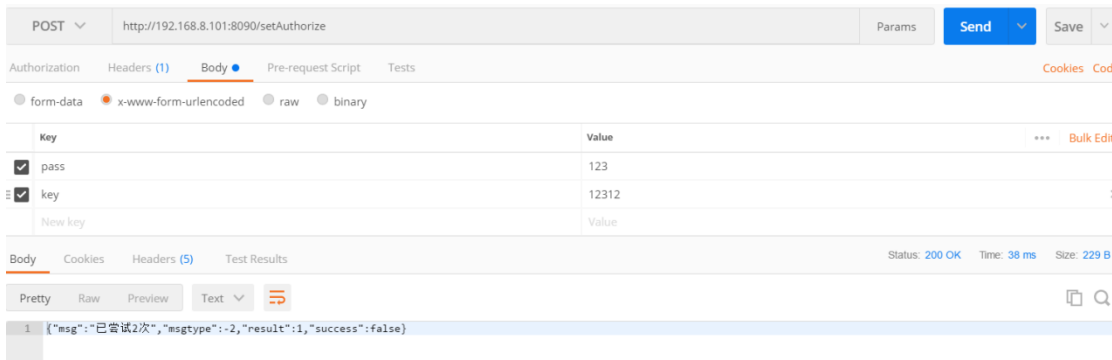 POST http://192.168.8.101:8090/setAuthorize Params Send Save
Authorization Headers (1) Body Pre-request Script Tests Cookies Cod
form-data x-www-form-urlencoded raw binary
Key Value Bulk Edit
pass 123
key 12312
New key Value
Body Cookies Headers (5) Test Results Status: 200 OK Time: 38 ms Size: 229 B
Pretty Raw Preview Text
1 {"msg":"已尝试2次","msgtype":-2,"result":1,"success":false}